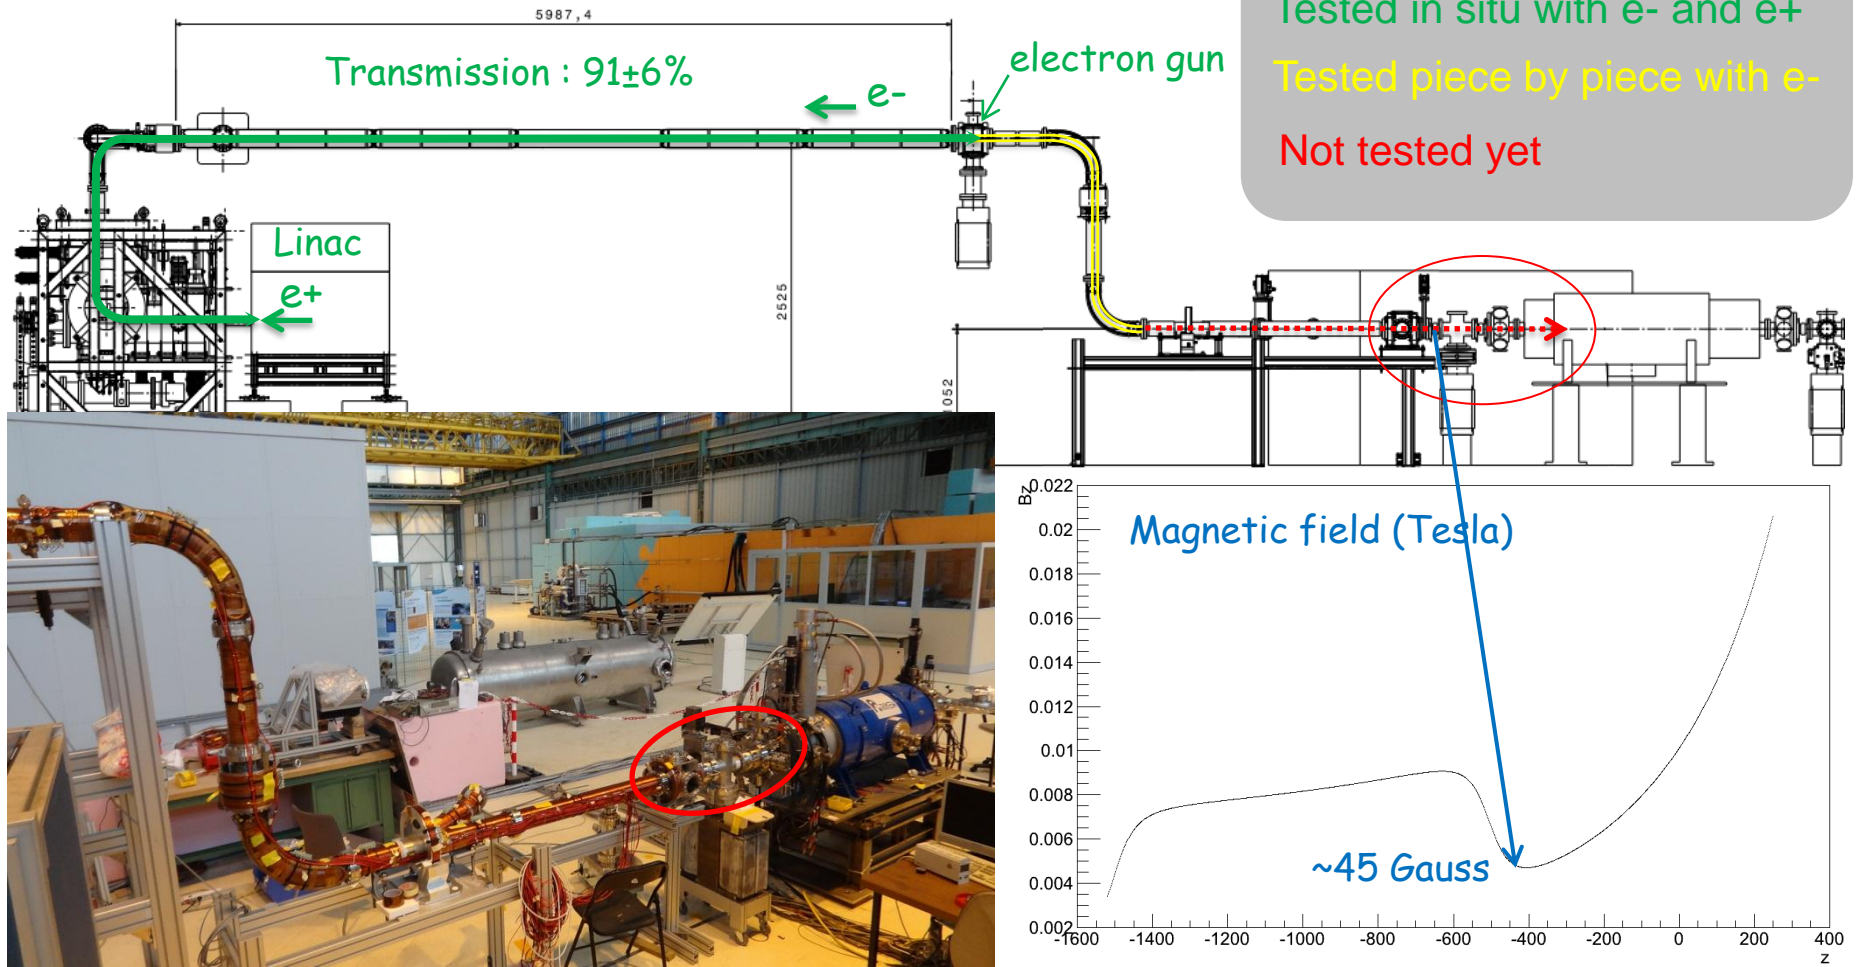 5987,4
Tested in situ with e- and e+
Transmission : 91±6%
electron gun
Tested piece by piece with e-
e-
Not tested yet
Linac
e+
2525
1052
Bz
0.022
0.02
0.018
0.016
0.014
0.012
0.01
0.008
0.006
0.004
0.002
Magnetic field (Tesla)
~45 Gauss
-1600 -1400 -1200 -1000 -800 -600 -400 -200 0 200 400
z